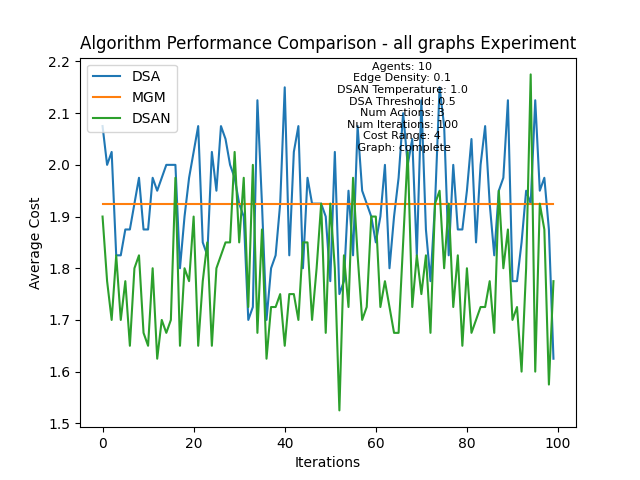 Algorithm Performance Comparison - all graphs Experiment
DSA
MGM
DSAN
Agents: 10
Edge Density: 0.1
DSAN Temperature: 1.0
DSA Threshold: 0.5
Num Actions: 3
Num Iterations: 100
Cost Range: 4
Graph: complete
Average Cost
2.2
2.1
2.0
1.9
1.8
1.7
1.6
1.5
0
20
40
60
80
100
Iterations